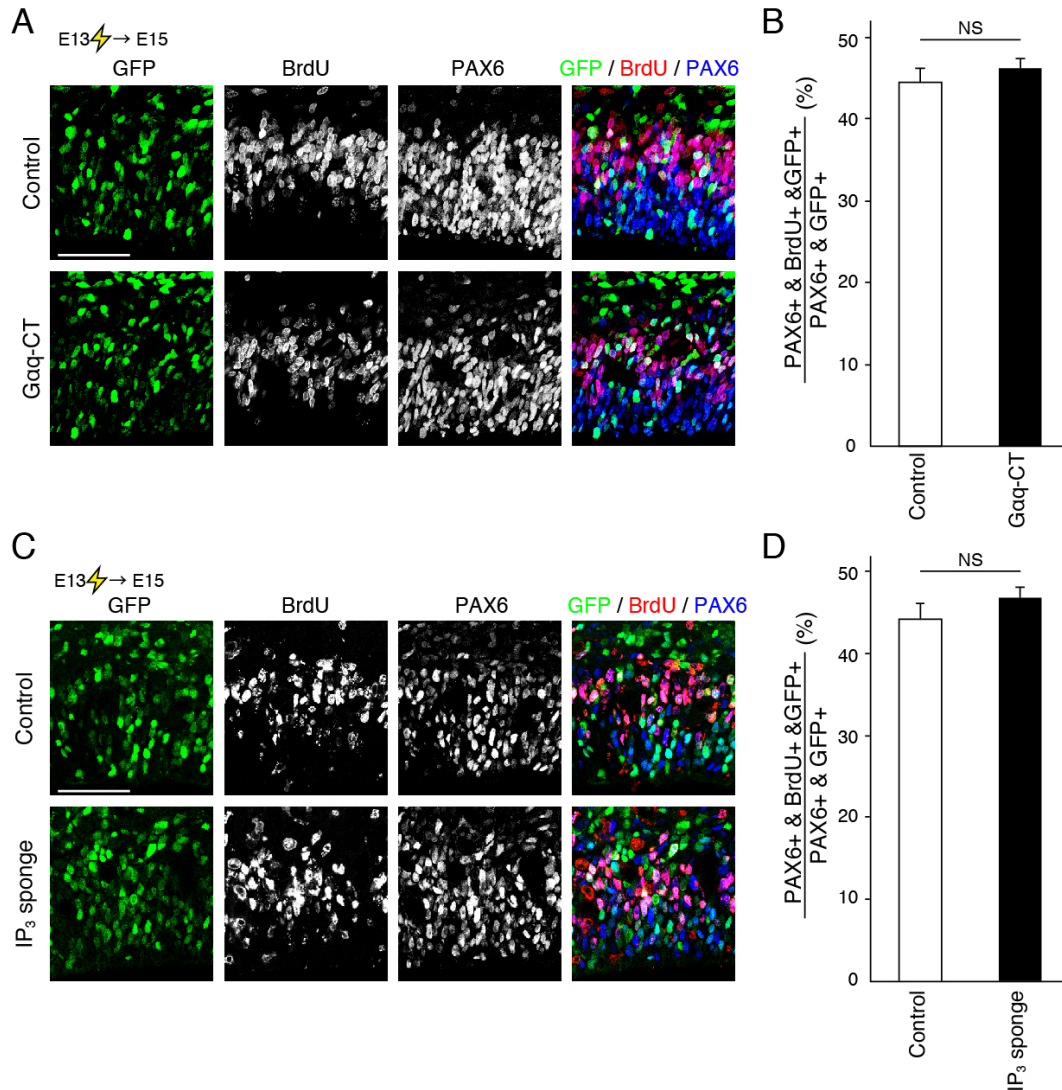 A
E13 → E15
GFP BrdU PAX6 GFP / BrdU / PAX6
Control
Gαq-CT
B
NS
PAX6+ & BrdU+ &GFP+
PAX6+ & GFP+
(%)
50
40
30
20
10
0
Control
Gαq-CT
C
E13 → E15
GFP BrdU PAX6 GFP / BrdU / PAX6
Control
IP₃ sponge
D
NS
PAX6+ & BrdU+ &GFP+
PAX6+ & GFP+
(%)
50
40
30
20
10
0
Control
IP₃ sponge